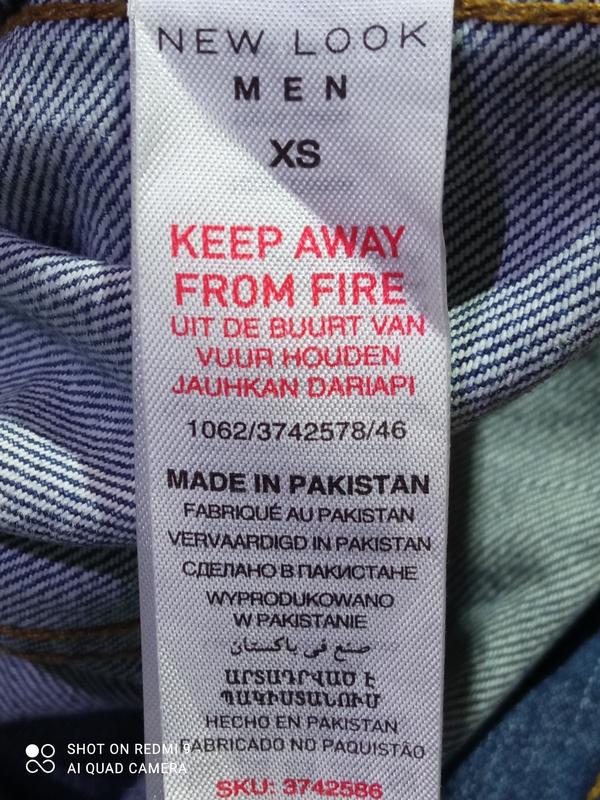 NEW LOOK
MEN
XS
KEEP AWAY
FROM FIRE
UIT DE BUURT VAN
VUUR HOUDEN
JAUHKAN DARIAPI
1062/3742578/46
MADE IN PAKISTAN
FABRIQUÉ AU PAKISTAN
VERVAARDIGD IN PAKISTAN
СДЕЛАНО В ПАКИСТАНЕ
WYPRODUKOWANO
W PAKISTANIE
صنع في باكستان
ԱՐՏԱԴՐՎԱԾ Է
ՊԱԿԻՍՏԱՆՈՒՄ
HECHO EN PAKISTAN
FABRICADO NO PAQUISTÃO
SKU: 3742586
SHOT ON REDMI 9
AI QUAD CAMERA